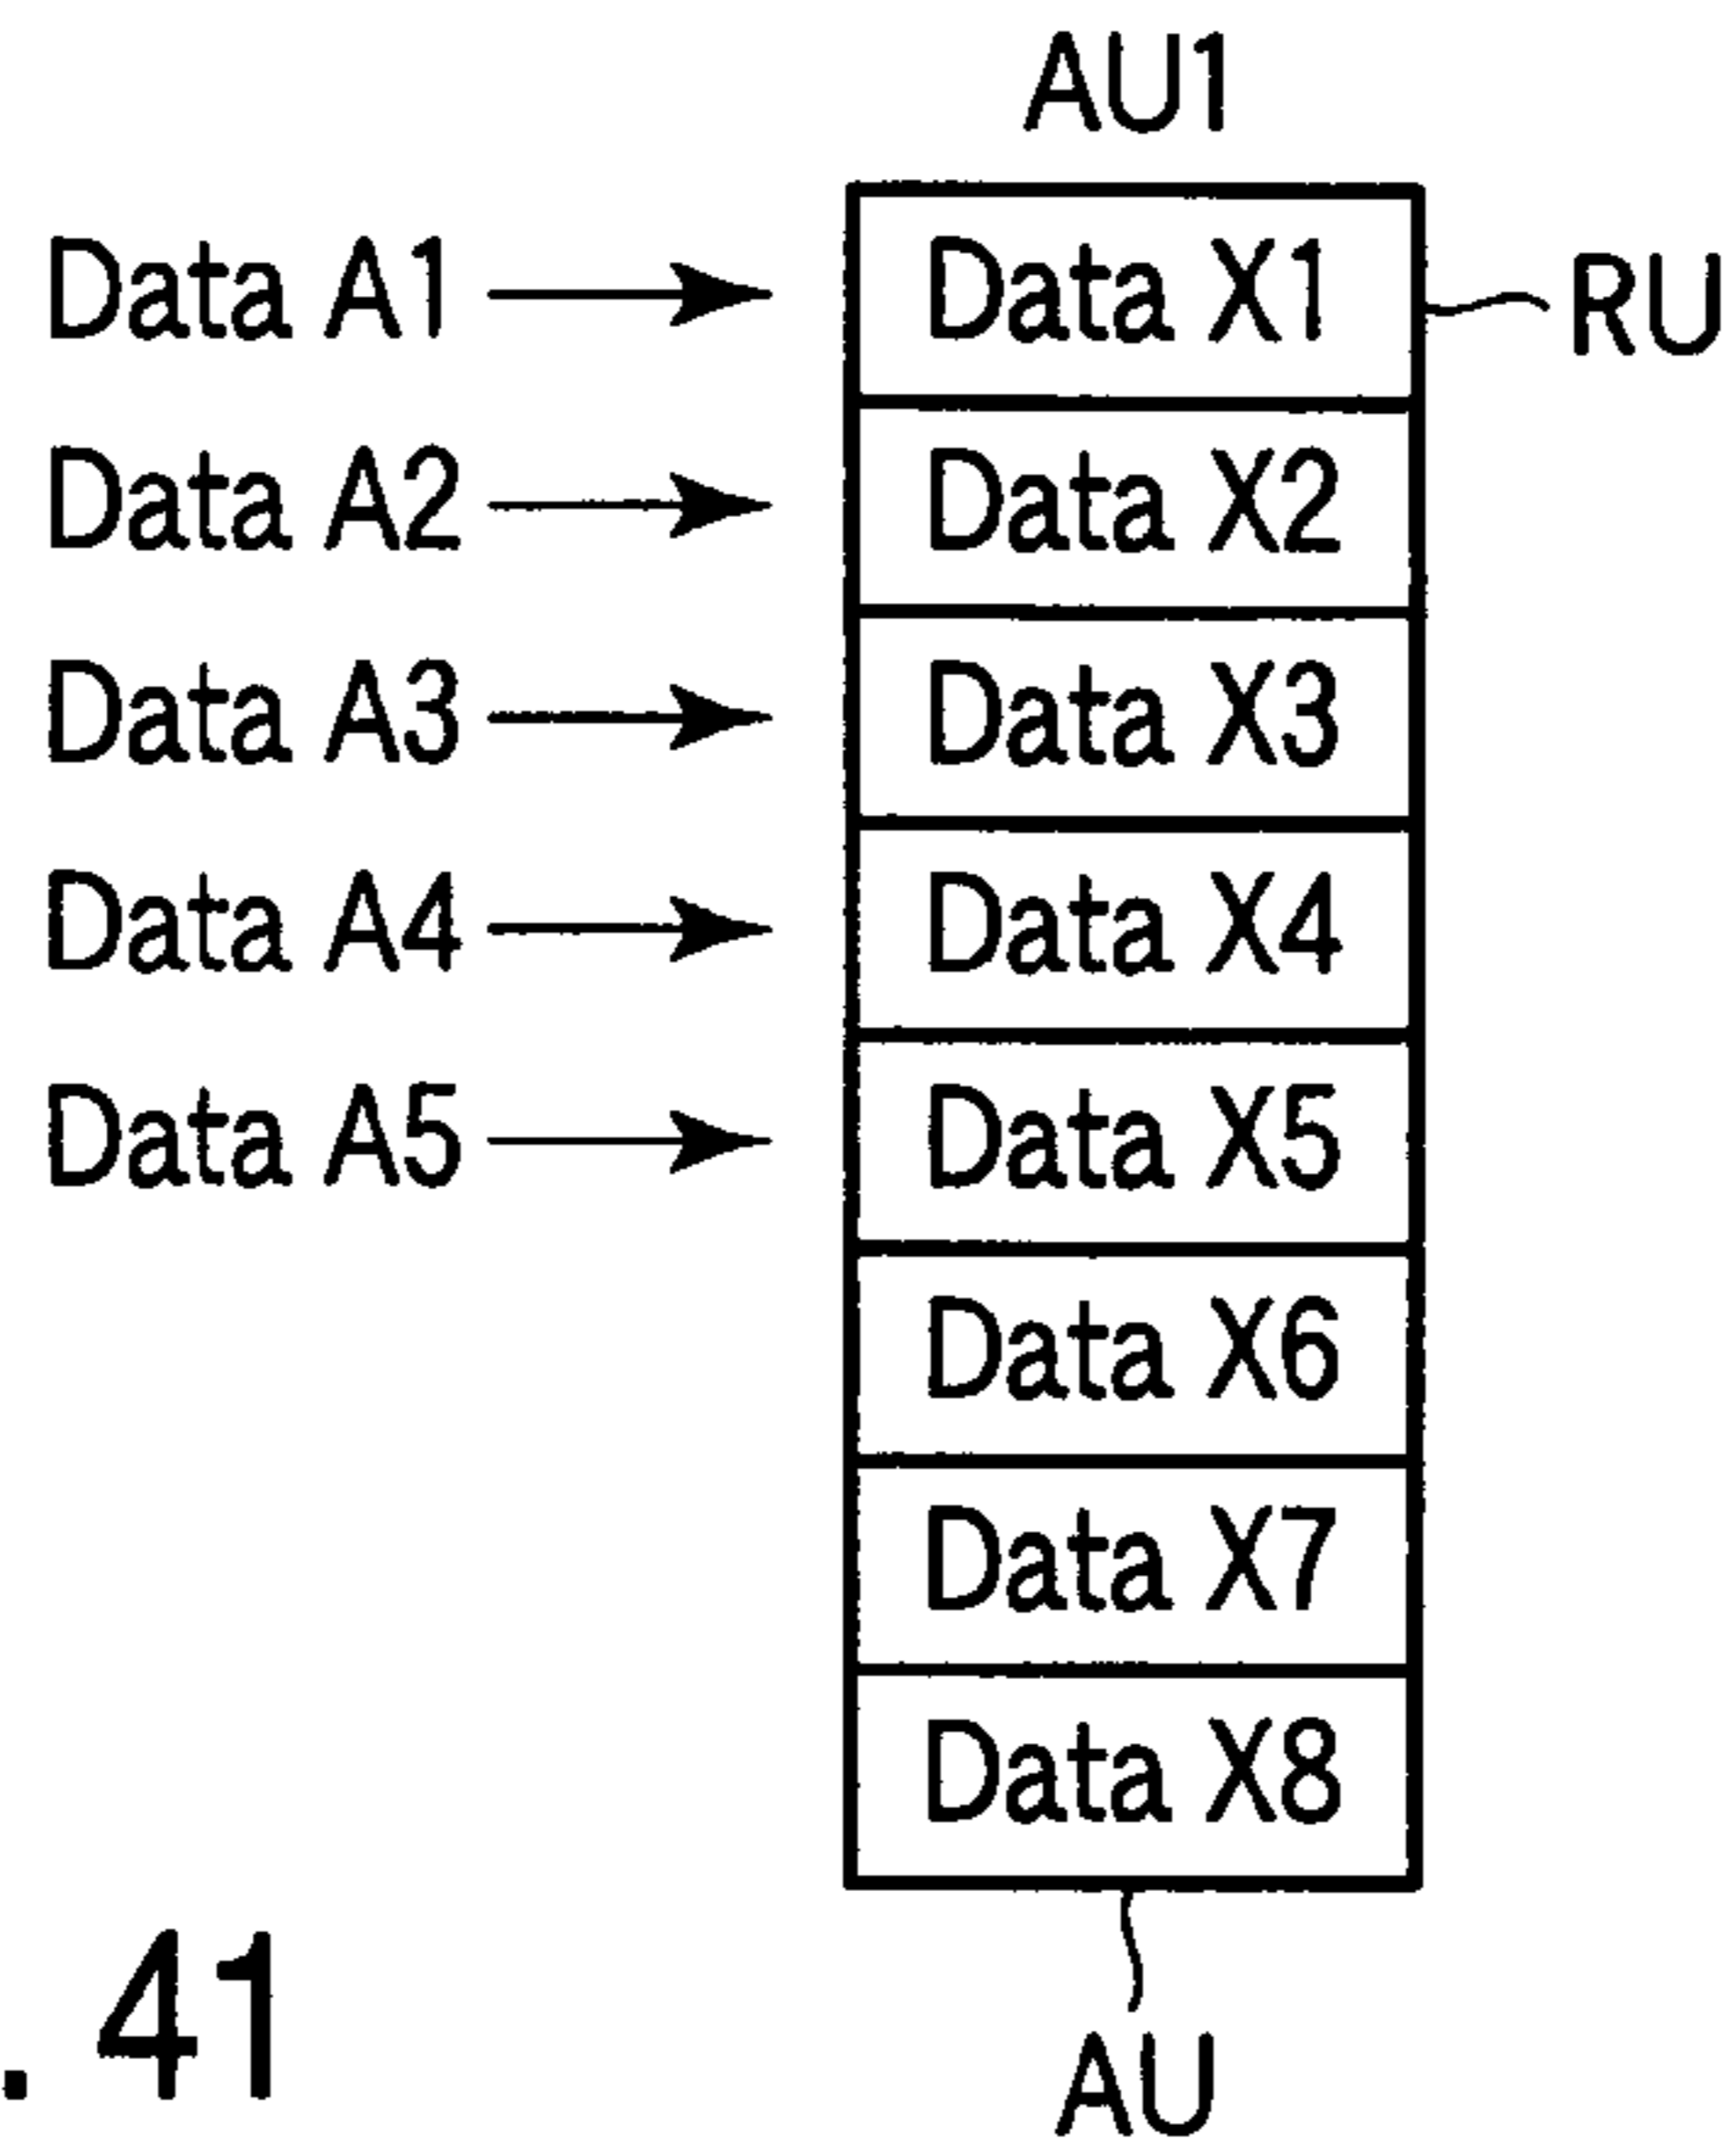 AU1
Data A1 Data X1 RU
Data A2 Data X2
Data A3 Data X3
Data A4 Data X4
Data A5 Data X5
Data X6
Data X7
Data X8
. 41
AU